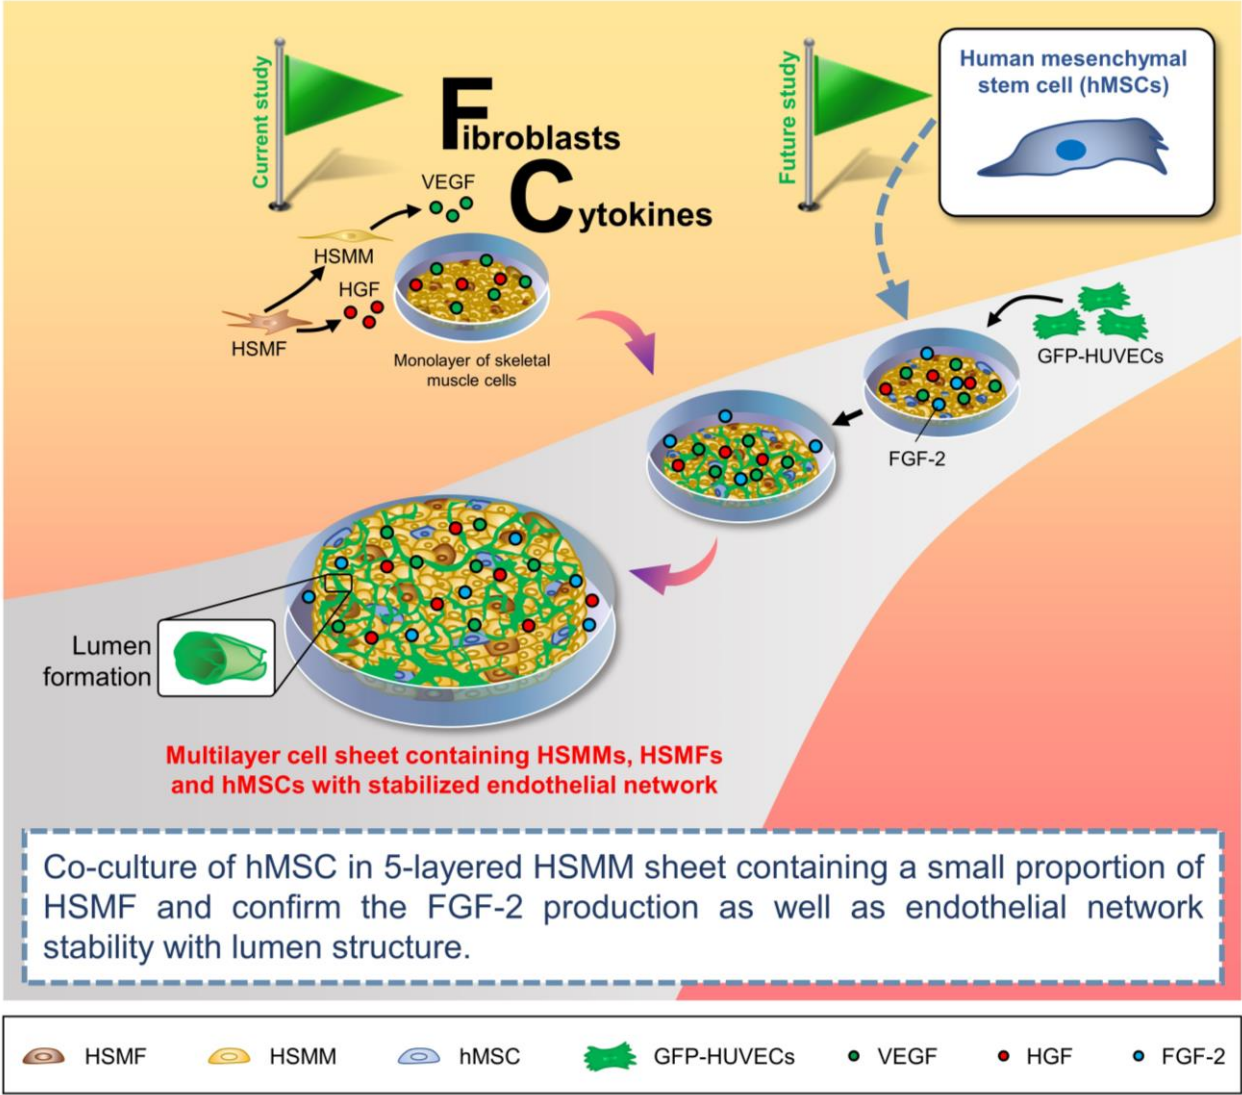 Current study
Fibroblasts
Cytokines
VEGF
HSMM
HGF
HSMF
Monolayer of skeletal
muscle cells
Future study
Human mesenchymal
stem cell (hMSCs)
GFP-HUVECs
FGF-2
Lumen
formation
Multilayer cell sheet containing HSMMs, HSMFs
and hMSCs with stabilized endothelial network
Co-culture of hMSC in 5-layered HSMM sheet containing a small proportion of
HSMF and confirm the FGF-2 production as well as endothelial network
stability with lumen structure.
HSMF HSMM hMSC GFP-HUVECs VEGF HGF FGF-2